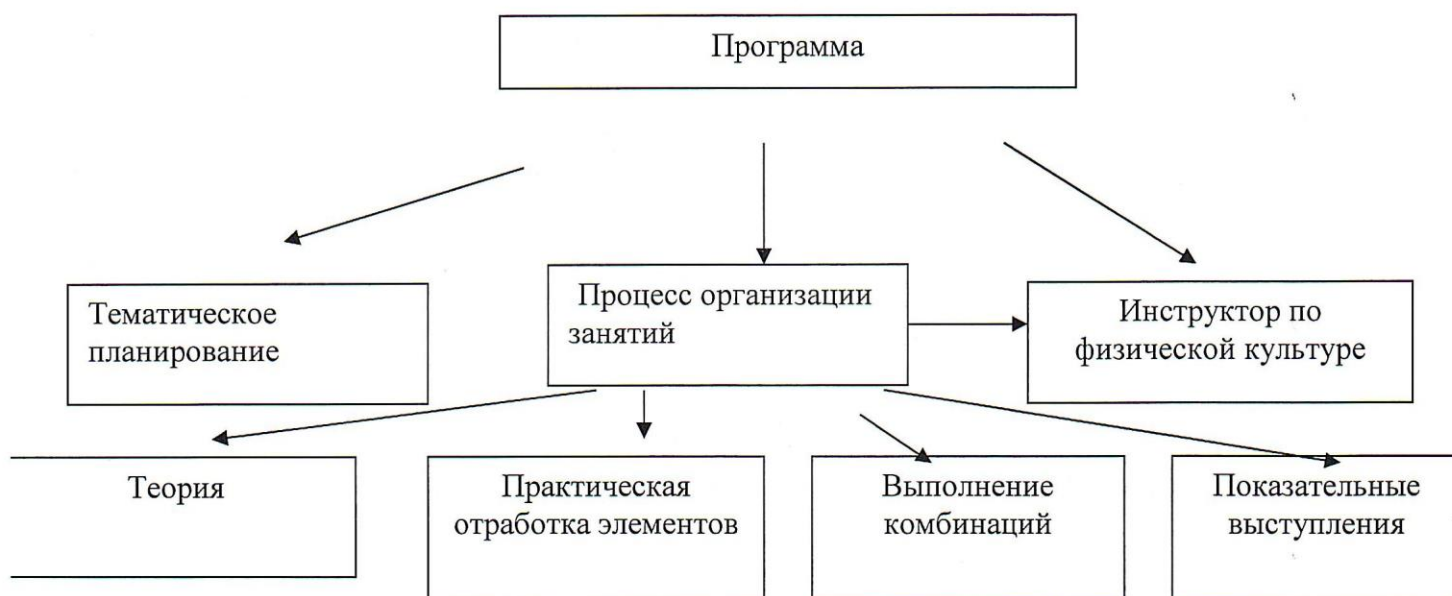 Программа
Тематическое
планирование
Процесс организации
занятий
Инструктор по
физической культуре
Теория
Практическая
отработка элементов
Выполнение
комбинаций
Показательные
выступления